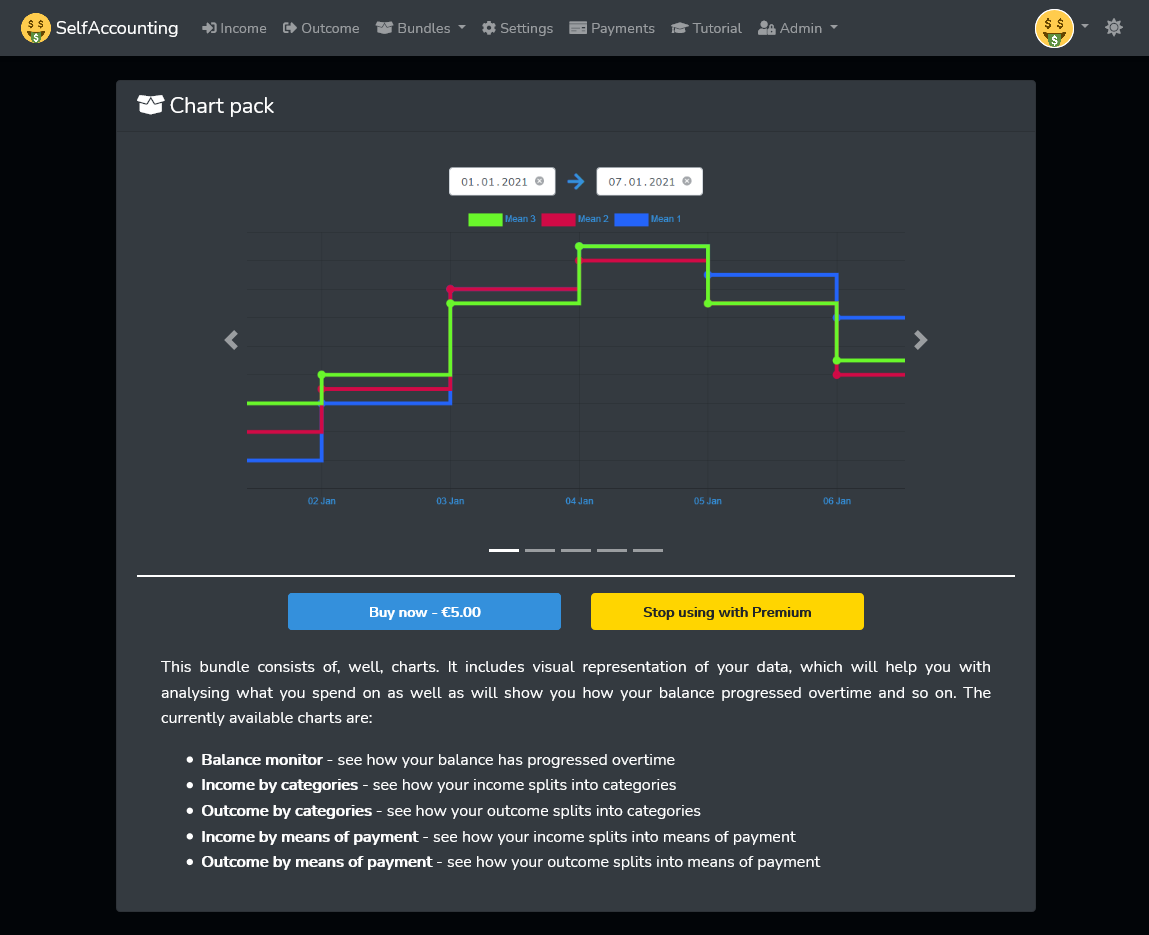 SelfAccounting Income Outcome Bundles Settings Payments Tutorial Admin
Chart pack
01.01.2021 07.01.2021
Mean 3 Mean 2 Mean 1
02 Jan 03 Jan 04 Jan 05 Jan 06 Jan
Buy now - €5.00 Stop using with Premium
This bundle consists of, well, charts. It includes visual representation of your data, which will help you with
analysing what you spend on as well as will show you how your balance progressed overtime and so on. The
currently available charts are:
Balance monitor - see how your balance has progressed overtime
Income by categories - see how your income splits into categories
Outcome by categories - see how your outcome splits into categories
Income by means of payment - see how your income splits into means of payment
Outcome by means of payment - see how your outcome splits into means of payment